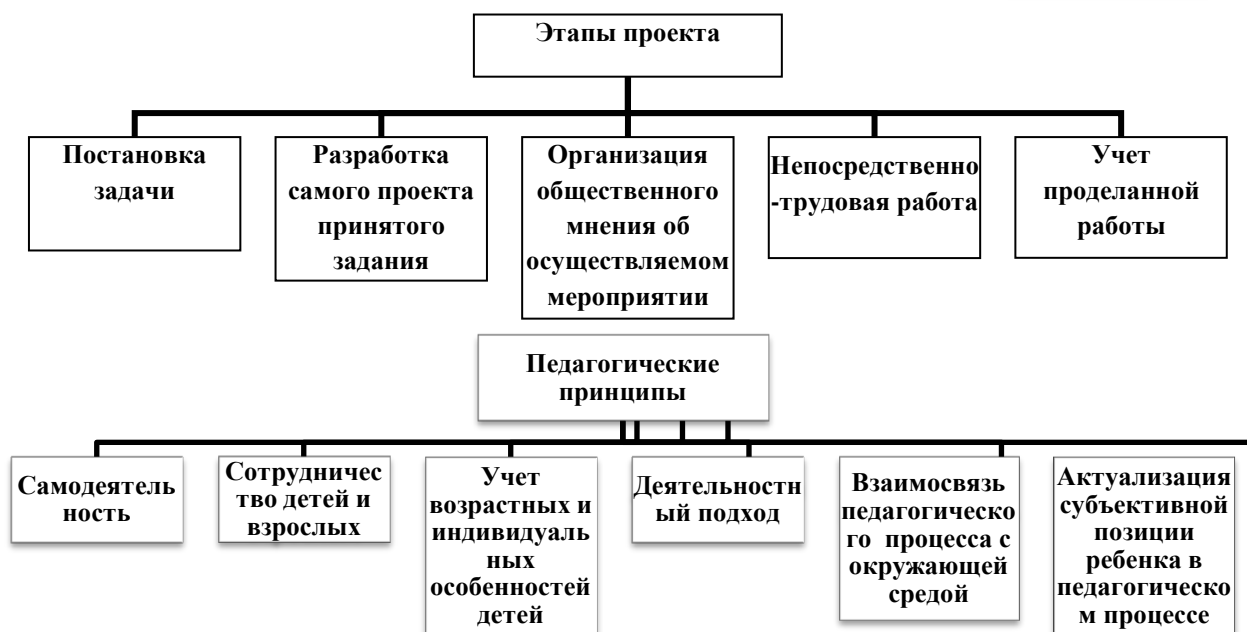 Этапы проекта
Постановка
задачи
Разработка
самого проекта
принятого
задания
Организация
общественного
мнения об
осуществляемом
мероприятии
Непосредственно
-трудовая работа
Учет
проделанной
работы
Педагогические
принципы
Самодеятель
ность
Сотрудничес
тво детей и
взрослых
Учет
возрастных и
индивидуаль
ных
особенностей
детей
Деятельностн
ый подход
Взаимосвязь
педагогическо
го процесса с
окружающей
средой
Актуализация
субъективной
позиции
ребенка в
педагогическо
м процессе